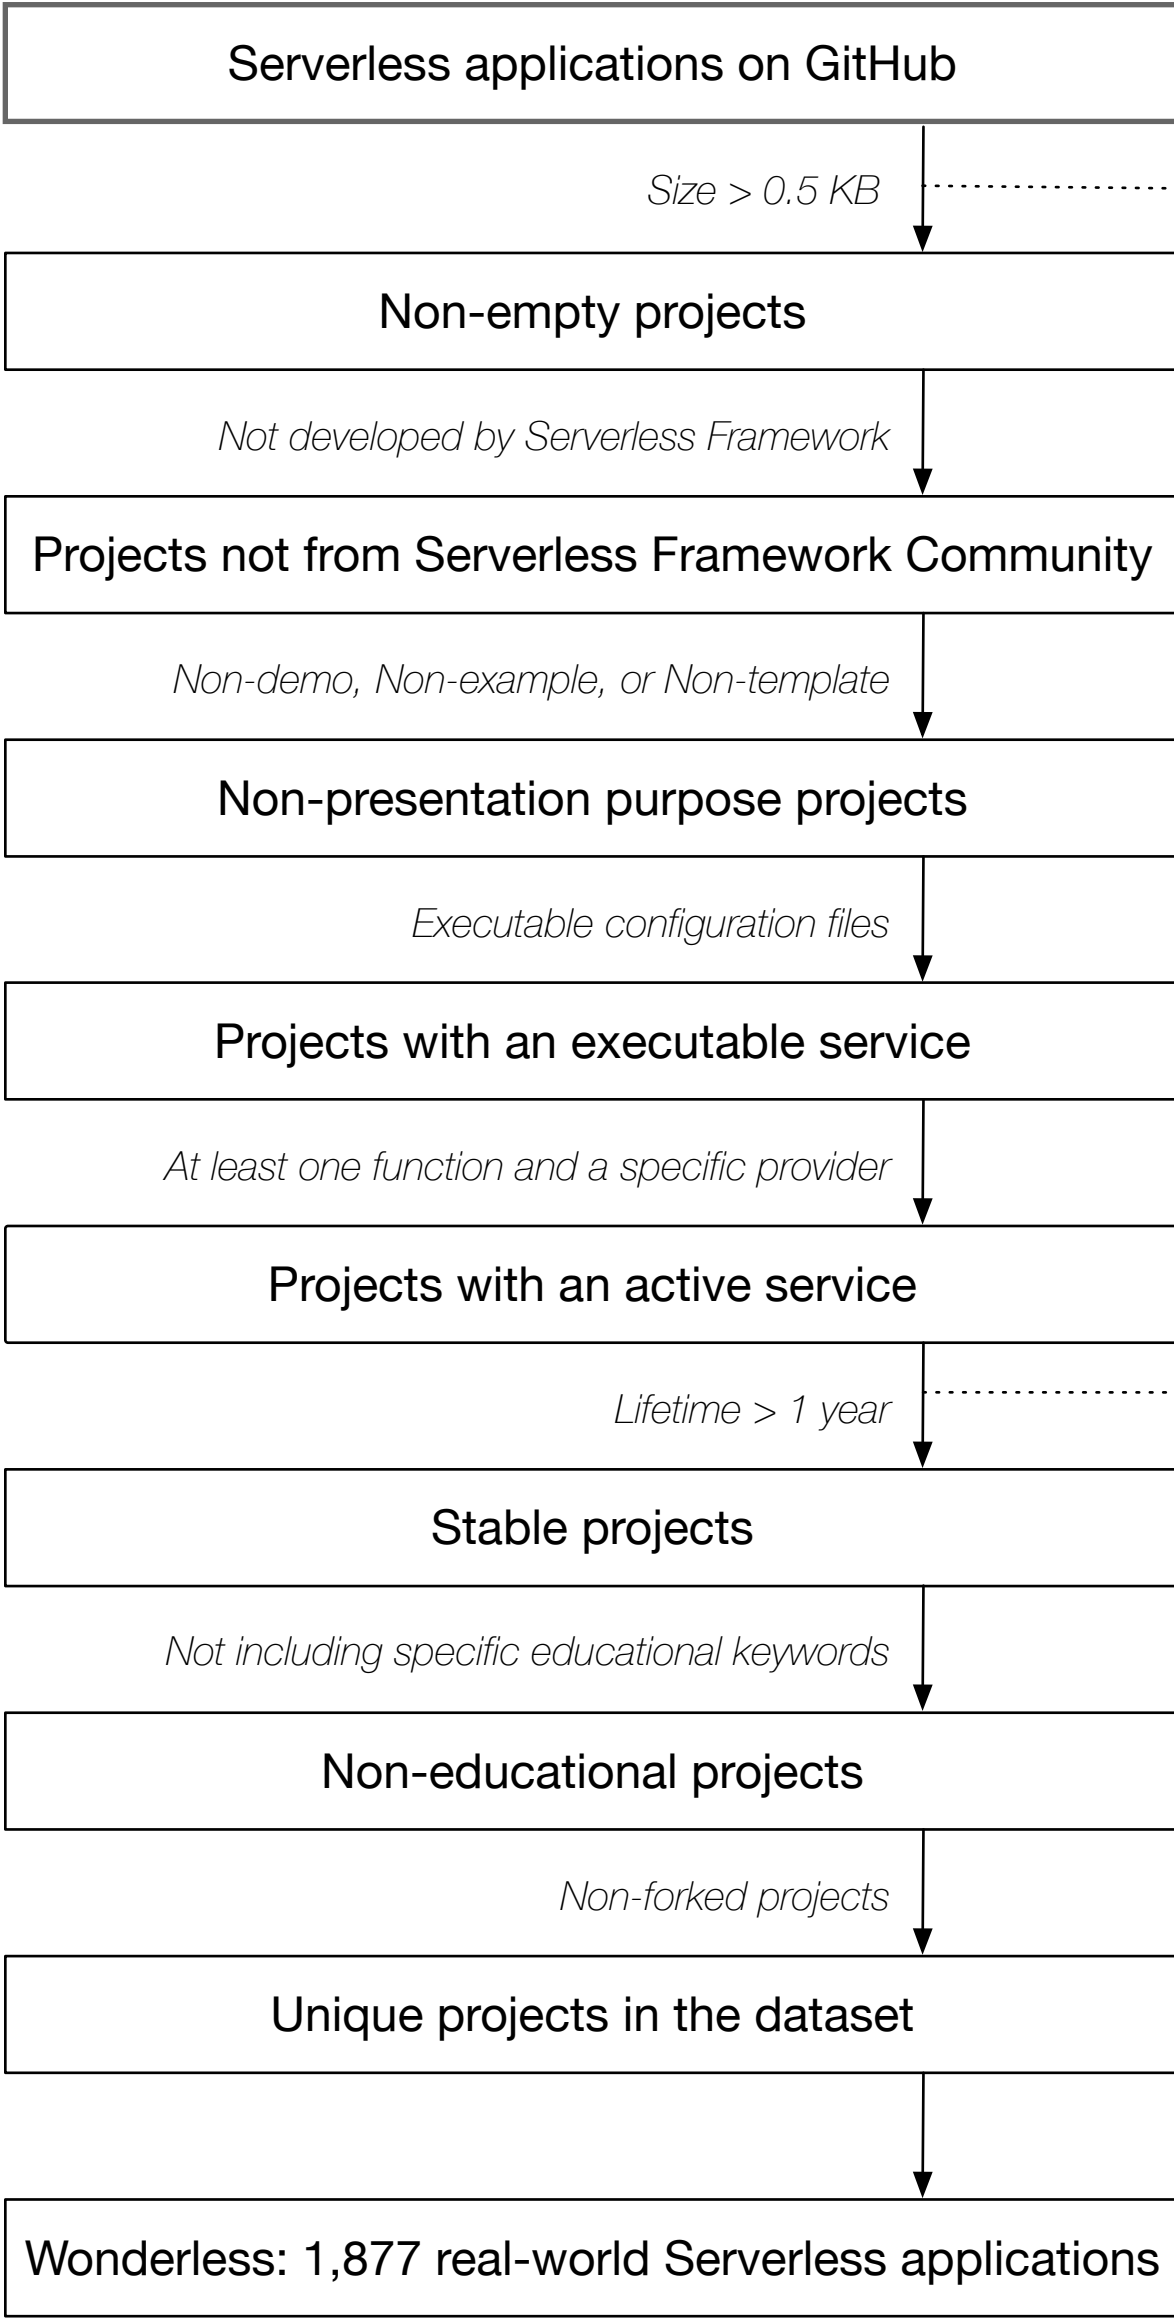 Serverless applications on GitHub
Size > 0.5 KB
Non-empty projects
Not developed by Serverless Framework
Projects not from Serverless Framework Community
Non-demo, Non-example, or Non-template
Non-presentation purpose projects
Executable configuration files
Projects with an executable service
At least one function and a specific provider
Projects with an active service
Lifetime > 1 year
Stable projects
Not including specific educational keywords
Non-educational projects
Non-forked projects
Unique projects in the dataset
Wonderless: 1,877 real-world Serverless applications